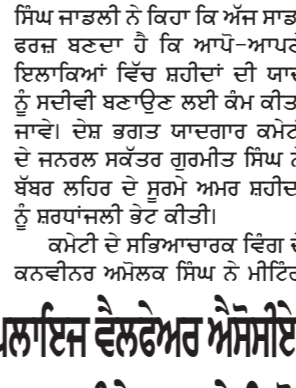 ਸਿੰਘ ਜਾਡਲੀ ਨੇ ਕਿਹਾ ਕਿ ਅੱਜ ਸਾਡਾ
ਫਰਜ਼ ਬਣਦਾ ਹੈ ਕਿ ਆਪੋ-ਆਪਣੇ
ਇਲਾਕਿਆਂ ਵਿੱਚ ਸ਼ਹੀਦਾਂ ਦੀ ਯਾਦ
ਨੂੰ ਸਦੀਵੀ ਬਣਾਉਣ ਲਈ ਕੰਮ ਕੀਤਾ
ਜਾਵੇ। ਦੇਸ਼ ਭਗਤ ਯਾਦਗਾਰ ਕਮੇਟੀ
ਦੇ ਜਨਰਲ ਸਕੱਤਰ ਗੁਰਮੀਤ ਸਿੰਘ ਨੇ
ਬੱਬਰ ਲਹਿਰ ਦੇ ਸੂਰਮੇ ਅਮਰ ਸ਼ਹੀਦਾਂ
ਨੂੰ ਸ਼ਰਧਾਂਜਲੀ ਭੇਟ ਕੀਤੀ।
ਕਮੇਟੀ ਦੇ ਸਭਿਆਚਾਰਕ ਵਿੰਗ ਦੇ
ਕਨਵੀਨਰ ਅਮੋਲਕ ਸਿੰਘ ਨੇ ਮੀਟਿੰਗ
ਪਲਾਇਜ ਵੈਲਫੇਅਰ ਐਸੋਸੀਏ